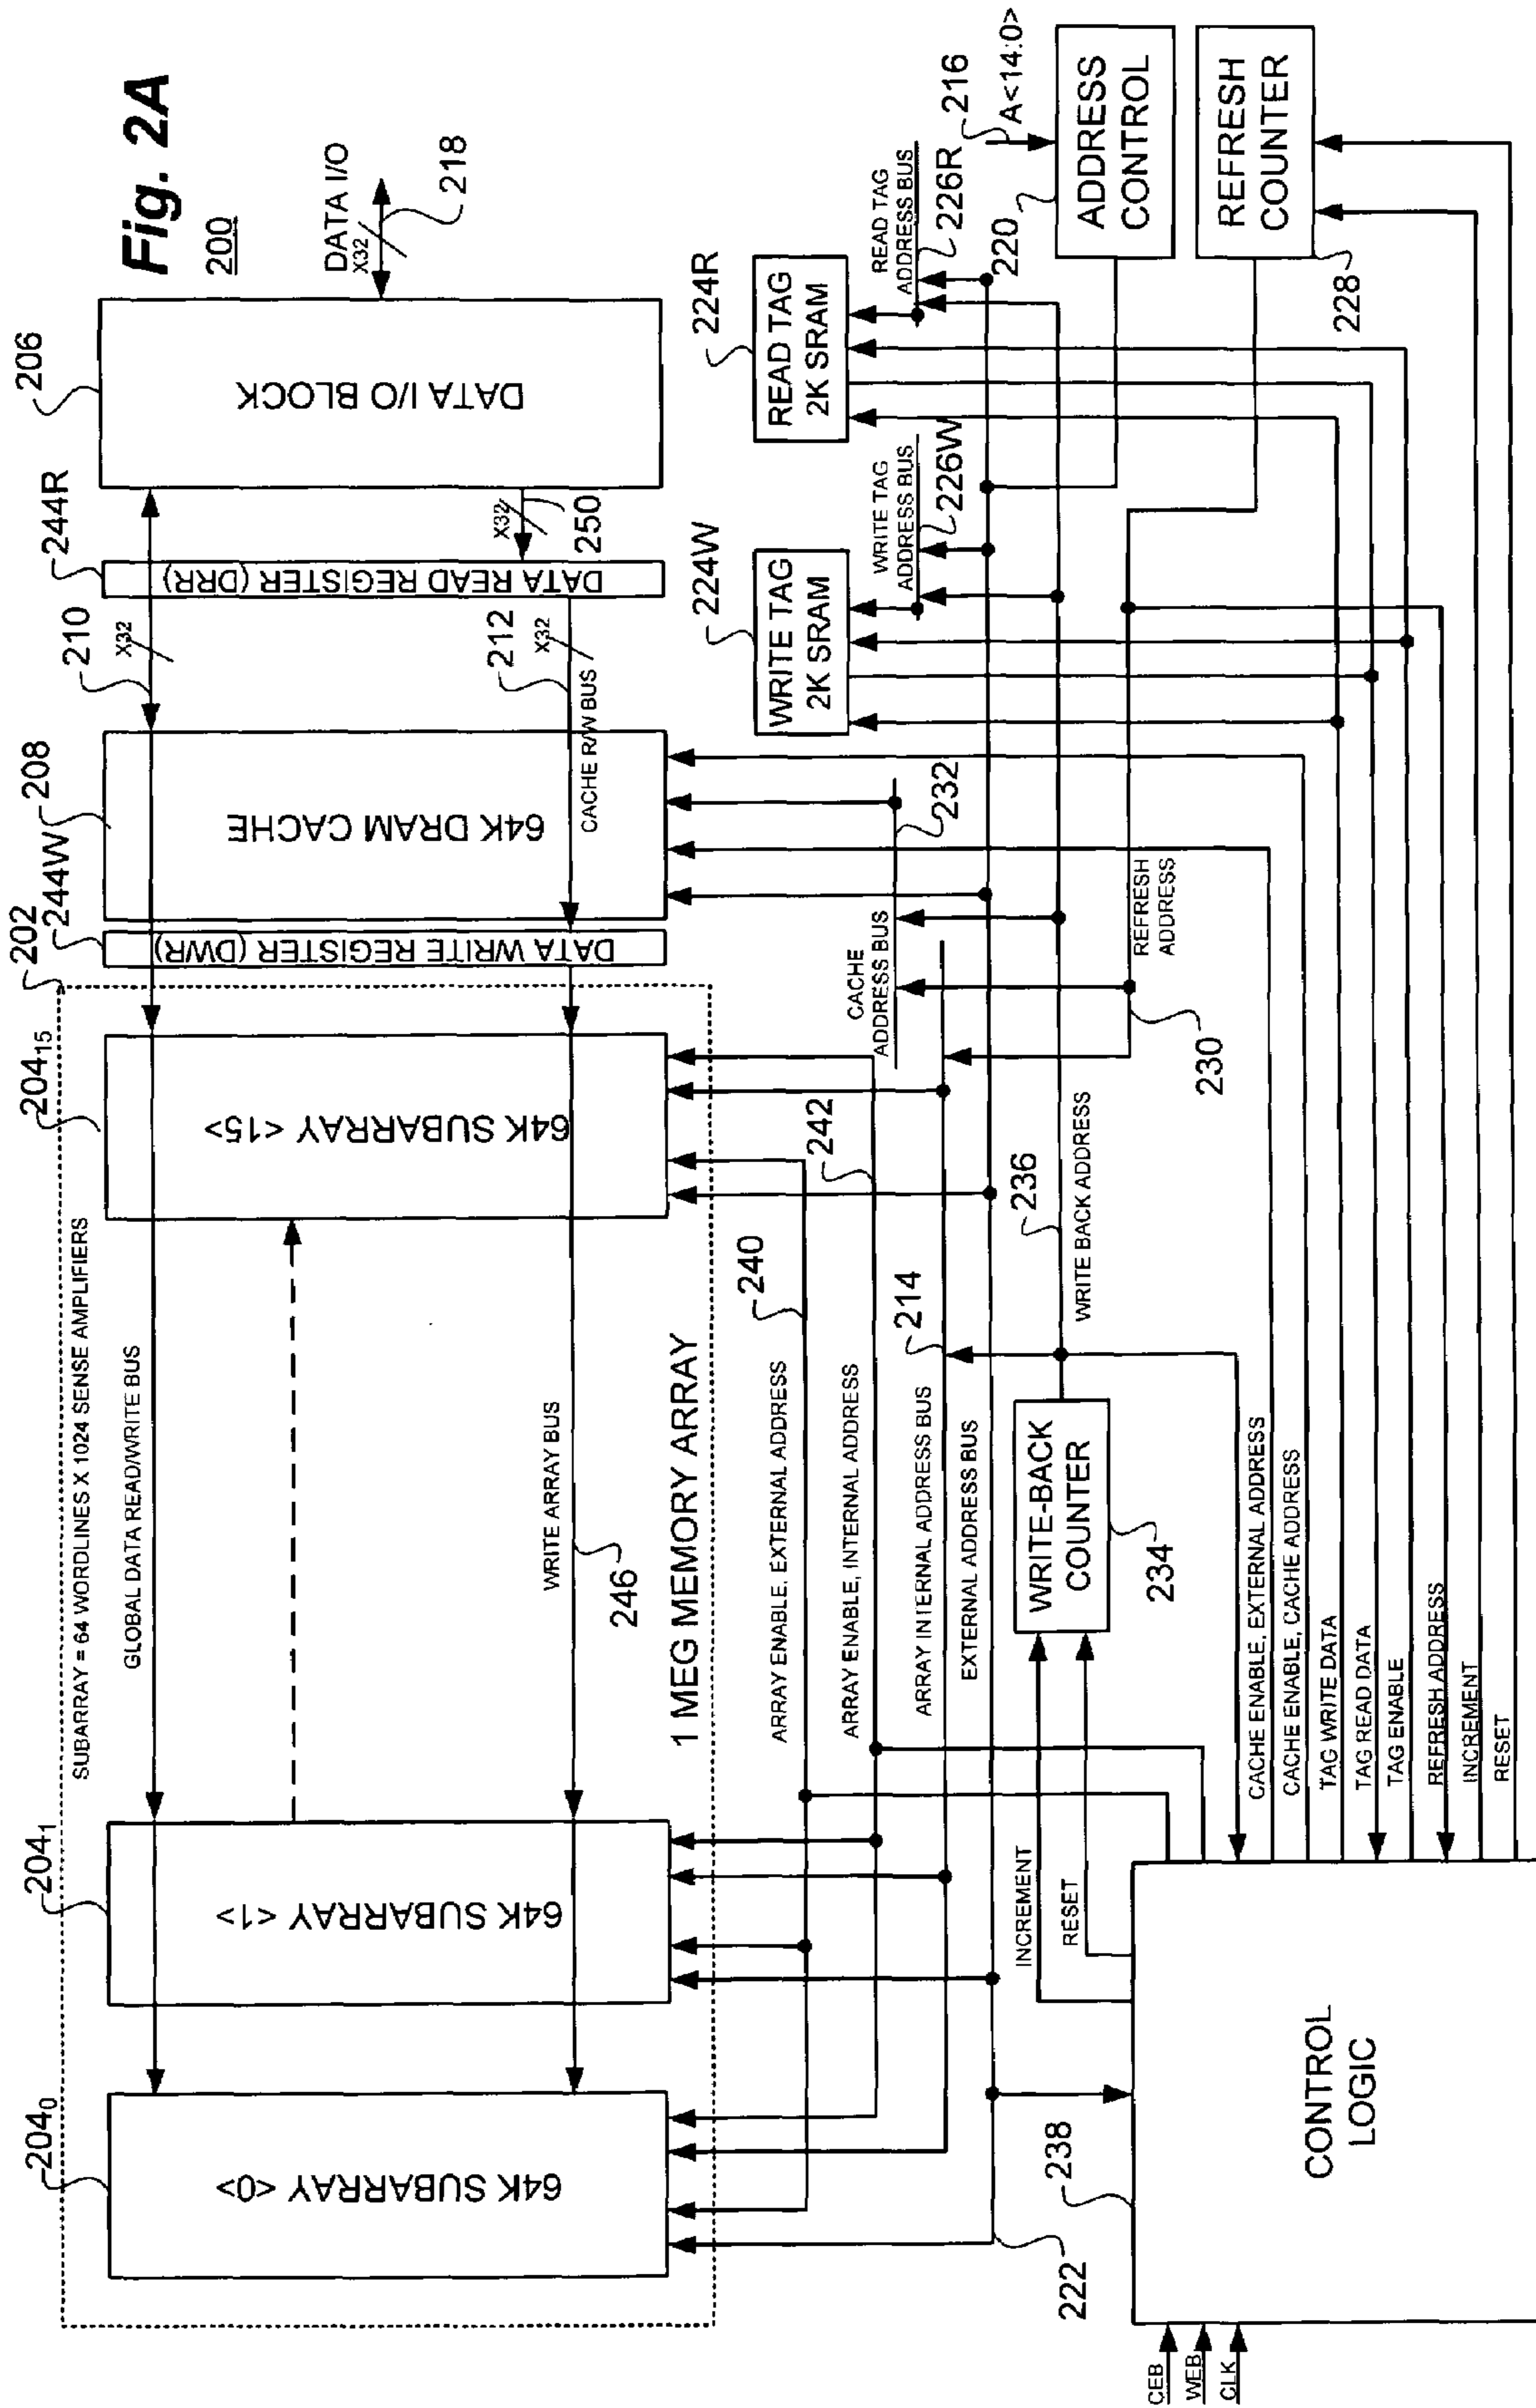 Fig. 2A
200
206
DATA I/O BLOCK
DATA I/O
X32
218
244R
DATA READ REGISTER (DRR)
X32
250
210
X32
212
X32
CACHE R/W BUS
208
64K DRAM CACHE
244W
DATA WRITE REGISTER (DWR)
202
204₁₅
64K SUBARRAY <15>
SUBARRAY = 64 WORDLINES X 1024 SENSE AMPLIFIERS
GLOBAL DATA READ/WRITE BUS
WRITE ARRAY BUS
246
1 MEG MEMORY ARRAY
204₁
64K SUBARRAY <1>
204₀
64K SUBARRAY <0>
224R
READ TAG
2K SRAM
READ TAG
ADDRESS BUS
226R
216
A<14:0>
220
ADDRESS
CONTROL
REFRESH
COUNTER
228
224W
WRITE TAG
2K SRAM
WRITE TAG
ADDRESS BUS
226W
232
CACHE
ADDRESS BUS
REFRESH
ADDRESS
230
242
240
236
WRITE BACK ADDRESS
214
ARRAY ENABLE, EXTERNAL ADDRESS
ARRAY ENABLE, INTERNAL ADDRESS
ARRAY INTERNAL ADDRESS BUS
EXTERNAL ADDRESS BUS
WRITE-BACK
COUNTER
234
INCREMENT
RESET
CACHE ENABLE, EXTERNAL ADDRESS
CACHE ENABLE, CACHE ADDRESS
TAG WRITE DATA
TAG READ DATA
TAG ENABLE
REFRESH ADDRESS
INCREMENT
RESET
222
238
CONTROL
LOGIC
CEB
WEB
CLK